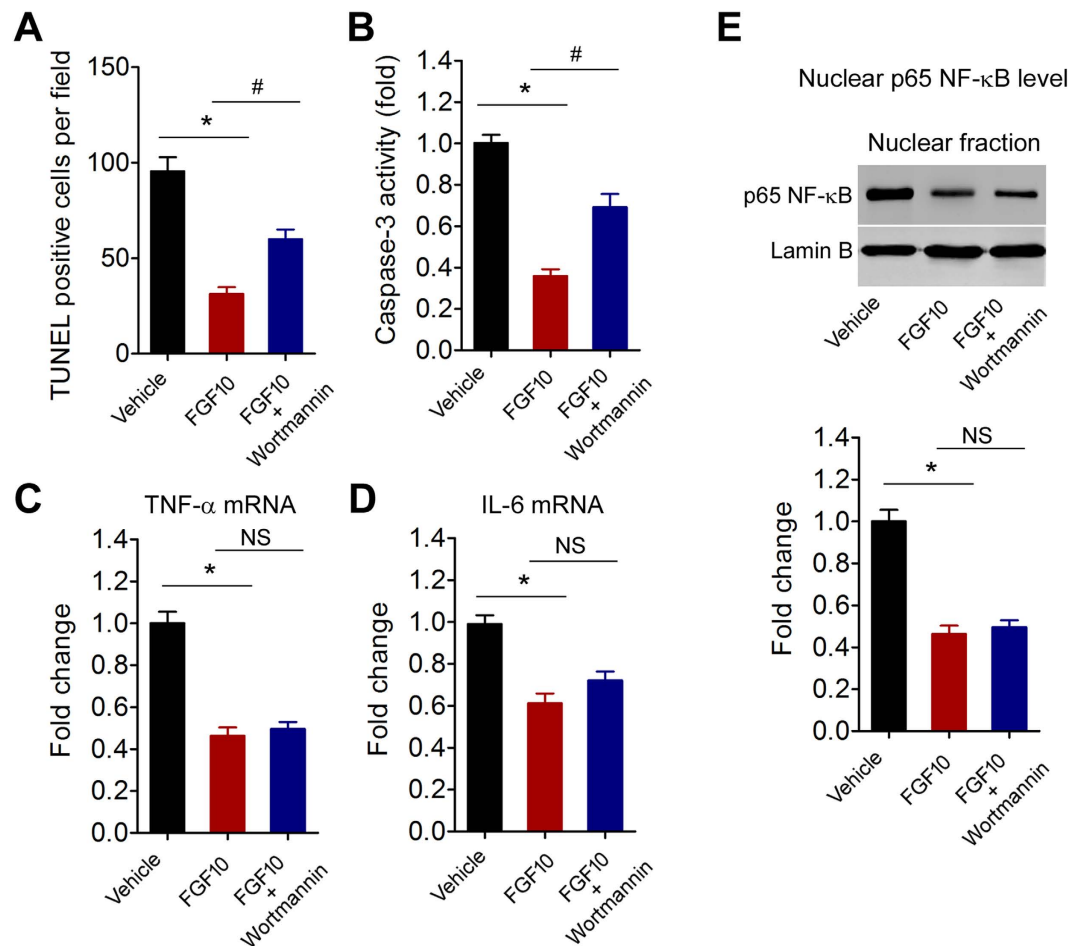 A
TUNEL positive cells per field
150
100
50
0
*
#
Vehicle
FGF10
FGF10
+
Wortmannin
B
Caspase-3 activity (fold)
1.4
1.2
1.0
0.8
0.6
0.4
0.2
0.0
*
#
Vehicle
FGF10
FGF10
+
Wortmannin
C
TNF-α mRNA
Fold change
1.4
1.2
1.0
0.8
0.6
0.4
0.2
0.0
*
NS
Vehicle
FGF10
FGF10
+
Wortmannin
D
IL-6 mRNA
Fold change
1.4
1.2
1.0
0.8
0.6
0.4
0.2
0.0
*
NS
Vehicle
FGF10
FGF10
+
Wortmannin
E
Nuclear p65 NF-κB level
Nuclear fraction
p65 NF-κB
Lamin B
Vehicle
FGF10
FGF10
+
Wortmannin
Fold change
1.4
1.2
1.0
0.6
0.4
0.2
0.0
*
NS
Vehicle
FGF10
FGF10
+
Wortmannin